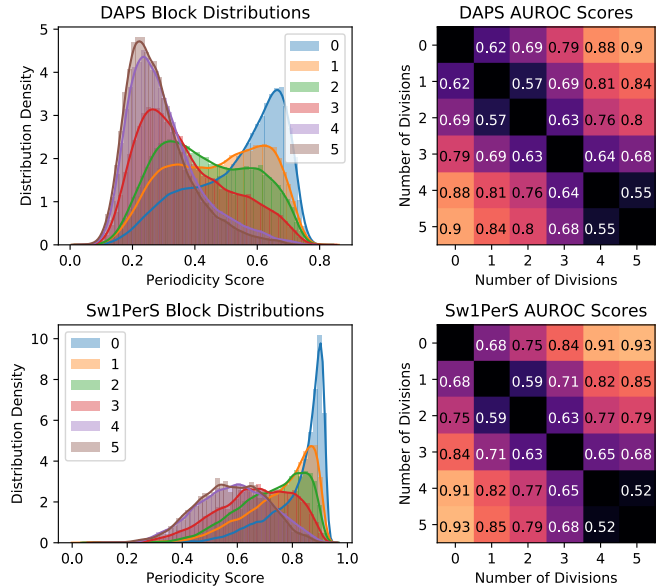 DAPS Block Distributions
5
4
3
2
1
0
Distribution Density
0
1
2
3
4
5
0.0 0.2 0.4 0.6 0.8
Periodicity Score
DAPS AUROC Scores
Number of Divisions
0 0.62 0.69 0.79 0.88 0.9
1 0.62 0.57 0.69 0.81 0.84
2 0.69 0.57 0.63 0.76 0.8
3 0.79 0.69 0.63 0.64 0.68
4 0.88 0.81 0.76 0.64 0.55
5 0.9 0.84 0.8 0.68 0.55
0 1 2 3 4 5
Number of Divisions
Sw1PerS Block Distributions
10
8
6
4
2
0
Distribution Density
0
1
2
3
4
5
0.0 0.2 0.4 0.6 0.8 1.0
Periodicity Score
Sw1PerS AUROC Scores
Number of Divisions
0 0.68 0.75 0.84 0.91 0.93
1 0.68 0.59 0.71 0.82 0.85
2 0.75 0.59 0.63 0.77 0.79
3 0.84 0.71 0.63 0.65 0.68
4 0.91 0.82 0.77 0.65 0.52
5 0.93 0.85 0.79 0.68 0.52
0 1 2 3 4 5
Number of Divisions